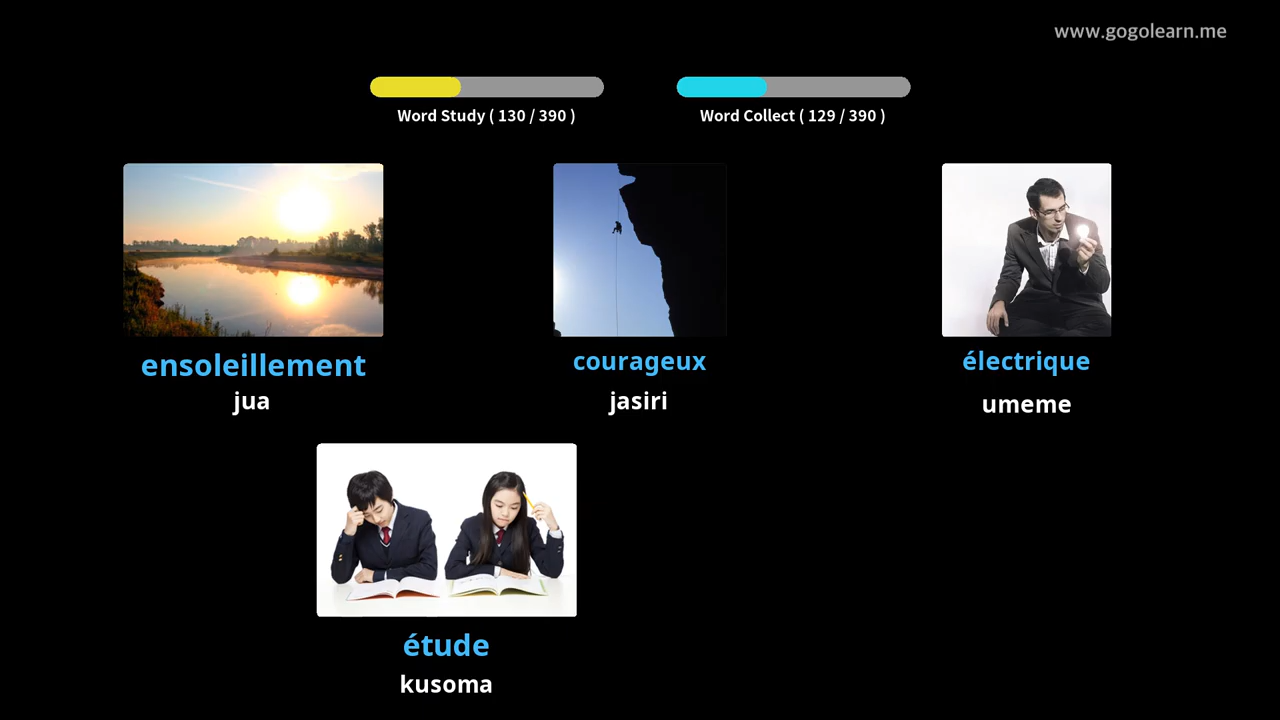 www.gogolearn.me
Word Study ( 130 / 390 )
Word Collect ( 129 / 390 )
ensoleillement
jua
courageux
jasiri
électrique
umeme
étude
kusoma